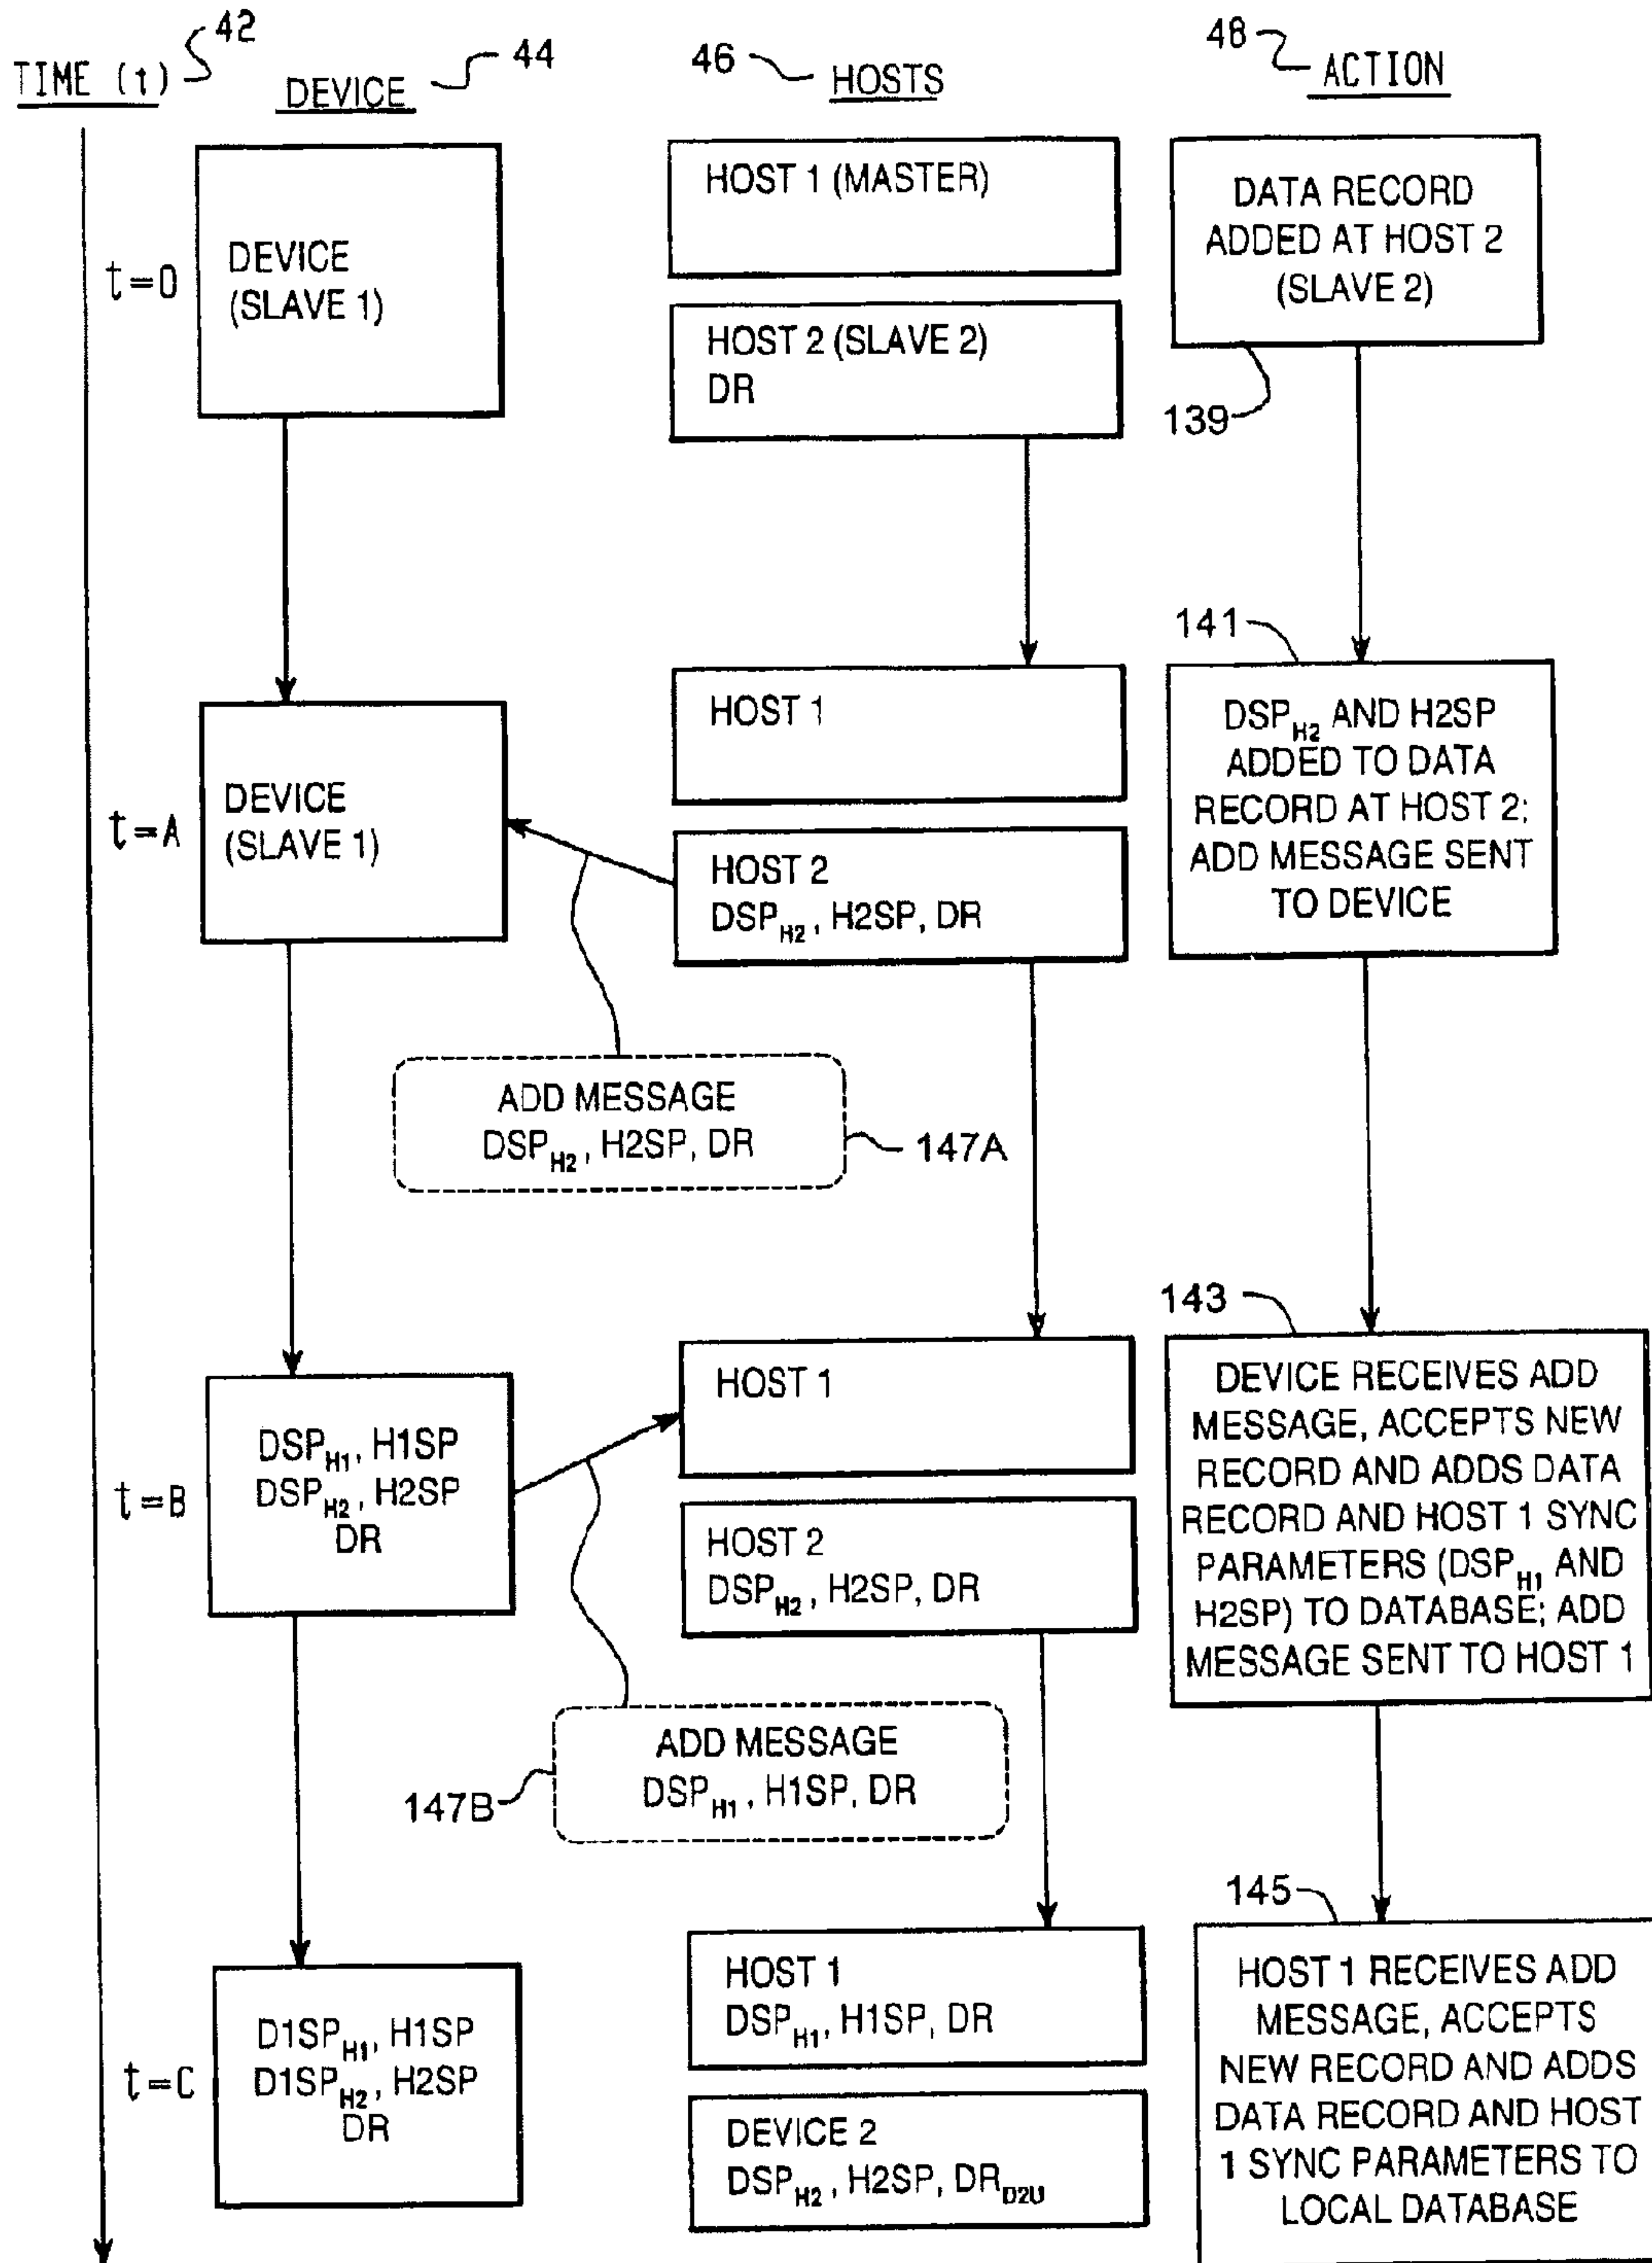 TIME (t) 42
DEVICE 44
46 HOSTS
48 ACTION
t=0
DEVICE
(SLAVE 1)
HOST 1 (MASTER)
HOST 2 (SLAVE 2)
DR
DATA RECORD
ADDED AT HOST 2
(SLAVE 2)
139
t=A
DEVICE
(SLAVE 1)
HOST 1
HOST 2
DSPH2, H2SP, DR
141
DSPH2 AND H2SP
ADDED TO DATA
RECORD AT HOST 2;
ADD MESSAGE SENT
TO DEVICE
ADD MESSAGE
DSPH2, H2SP, DR
147A
t=B
DSPH1, H1SP
DSPH2, H2SP
DR
HOST 1
HOST 2
DSPH2, H2SP, DR
143
DEVICE RECEIVES ADD
MESSAGE, ACCEPTS NEW
RECORD AND ADDS DATA
RECORD AND HOST 1 SYNC
PARAMETERS (DSPH1 AND
H2SP) TO DATABASE; ADD
MESSAGE SENT TO HOST 1
ADD MESSAGE
DSPH1, H1SP, DR
147B
t=C
D1SPH1, H1SP
D1SPH2, H2SP
DR
HOST 1
DSPH1, H1SP, DR
DEVICE 2
DSPH2, H2SP, DRD2U
145
HOST 1 RECEIVES ADD
MESSAGE, ACCEPTS
NEW RECORD AND ADDS
DATA RECORD AND HOST
1 SYNC PARAMETERS TO
LOCAL DATABASE